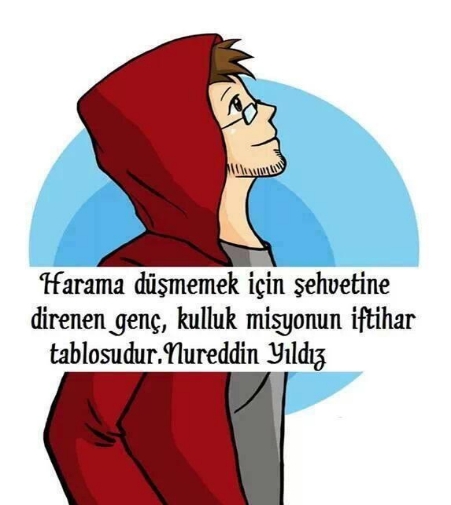 Harama düşmemek için şehvetine
direnen genç, kulluk misyonun iftihar
tablosudur.Nureddin Yıldız